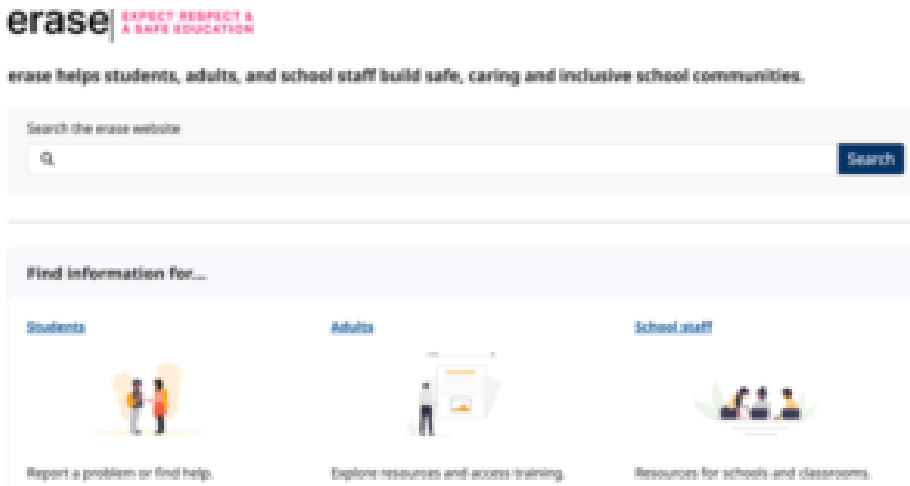 erase EXPECT RESPECT &
A SAFE EDUCATION
erase helps students, adults, and school staff build safe, caring and inclusive school communities.
Search the erase website
Search
Find information for...
Students Adults School staff
Report a problem or find help. Explore resources and access training. Resources for schools and classrooms.